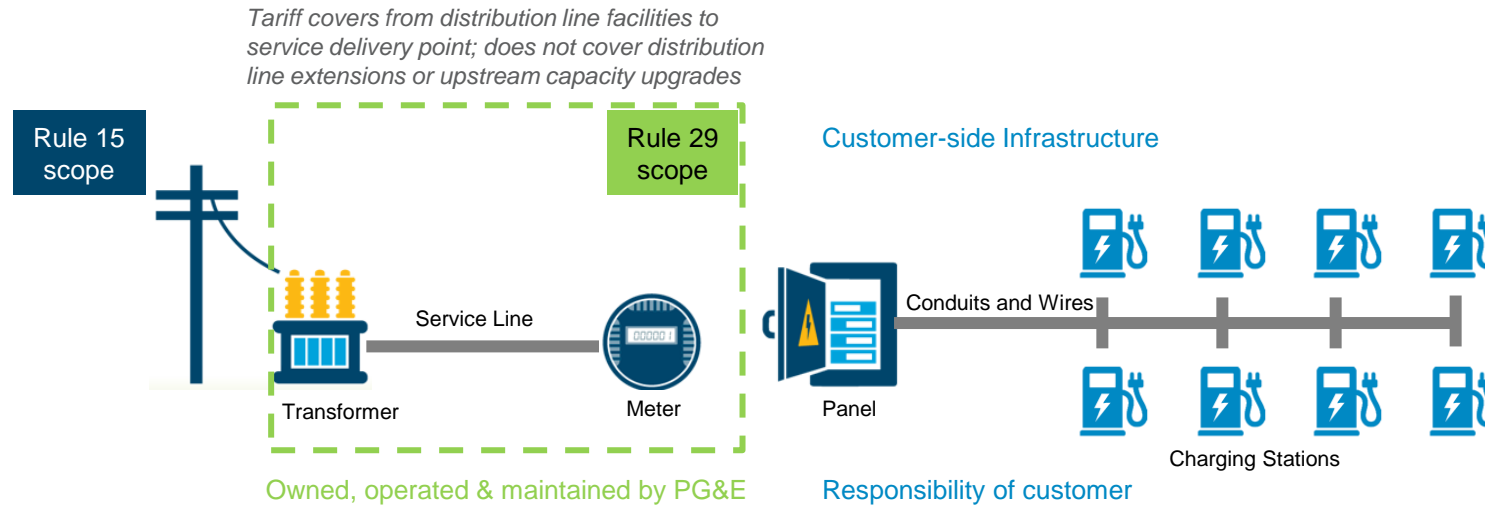 Tariff covers from distribution line facilities to
service delivery point; does not cover distribution
line extensions or upstream capacity upgrades
Rule 15
scope
Rule 29
scope
Customer-side Infrastructure
Service Line
000001
Conduits and Wires
Transformer
Meter
Panel
Charging Stations
Owned, operated & maintained by PG&E
Responsibility of customer